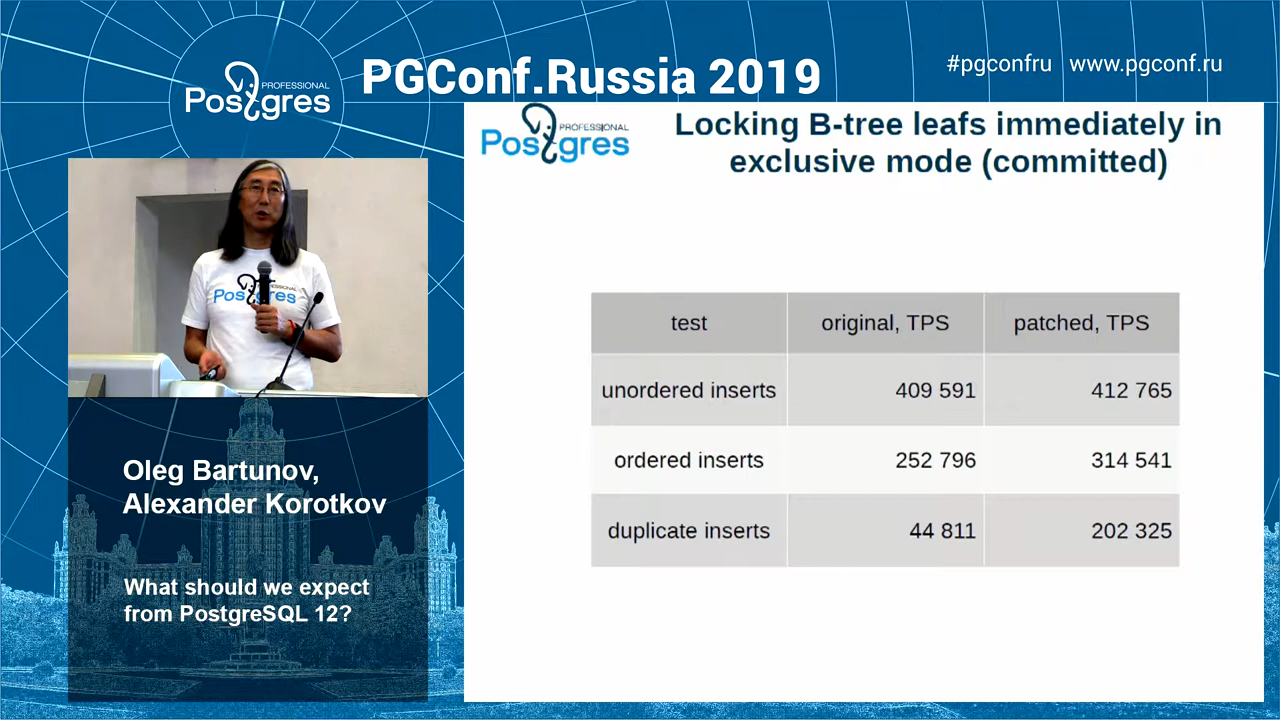 PROFESSIONAL
Postgres
PGConf.Russia 2019
#pgconfru www.pgconf.ru
PROFESSIONAL
Postgres
Locking B-tree leafs immediately in
exclusive mode (committed)
test original, TPS patched, TPS
unordered inserts 409 591 412 765
ordered inserts 252 796 314 541
duplicate inserts 44 811 202 325
Postgres
Oleg Bartunov,
Alexander Korotkov
What should we expect
from PostgreSQL 12?